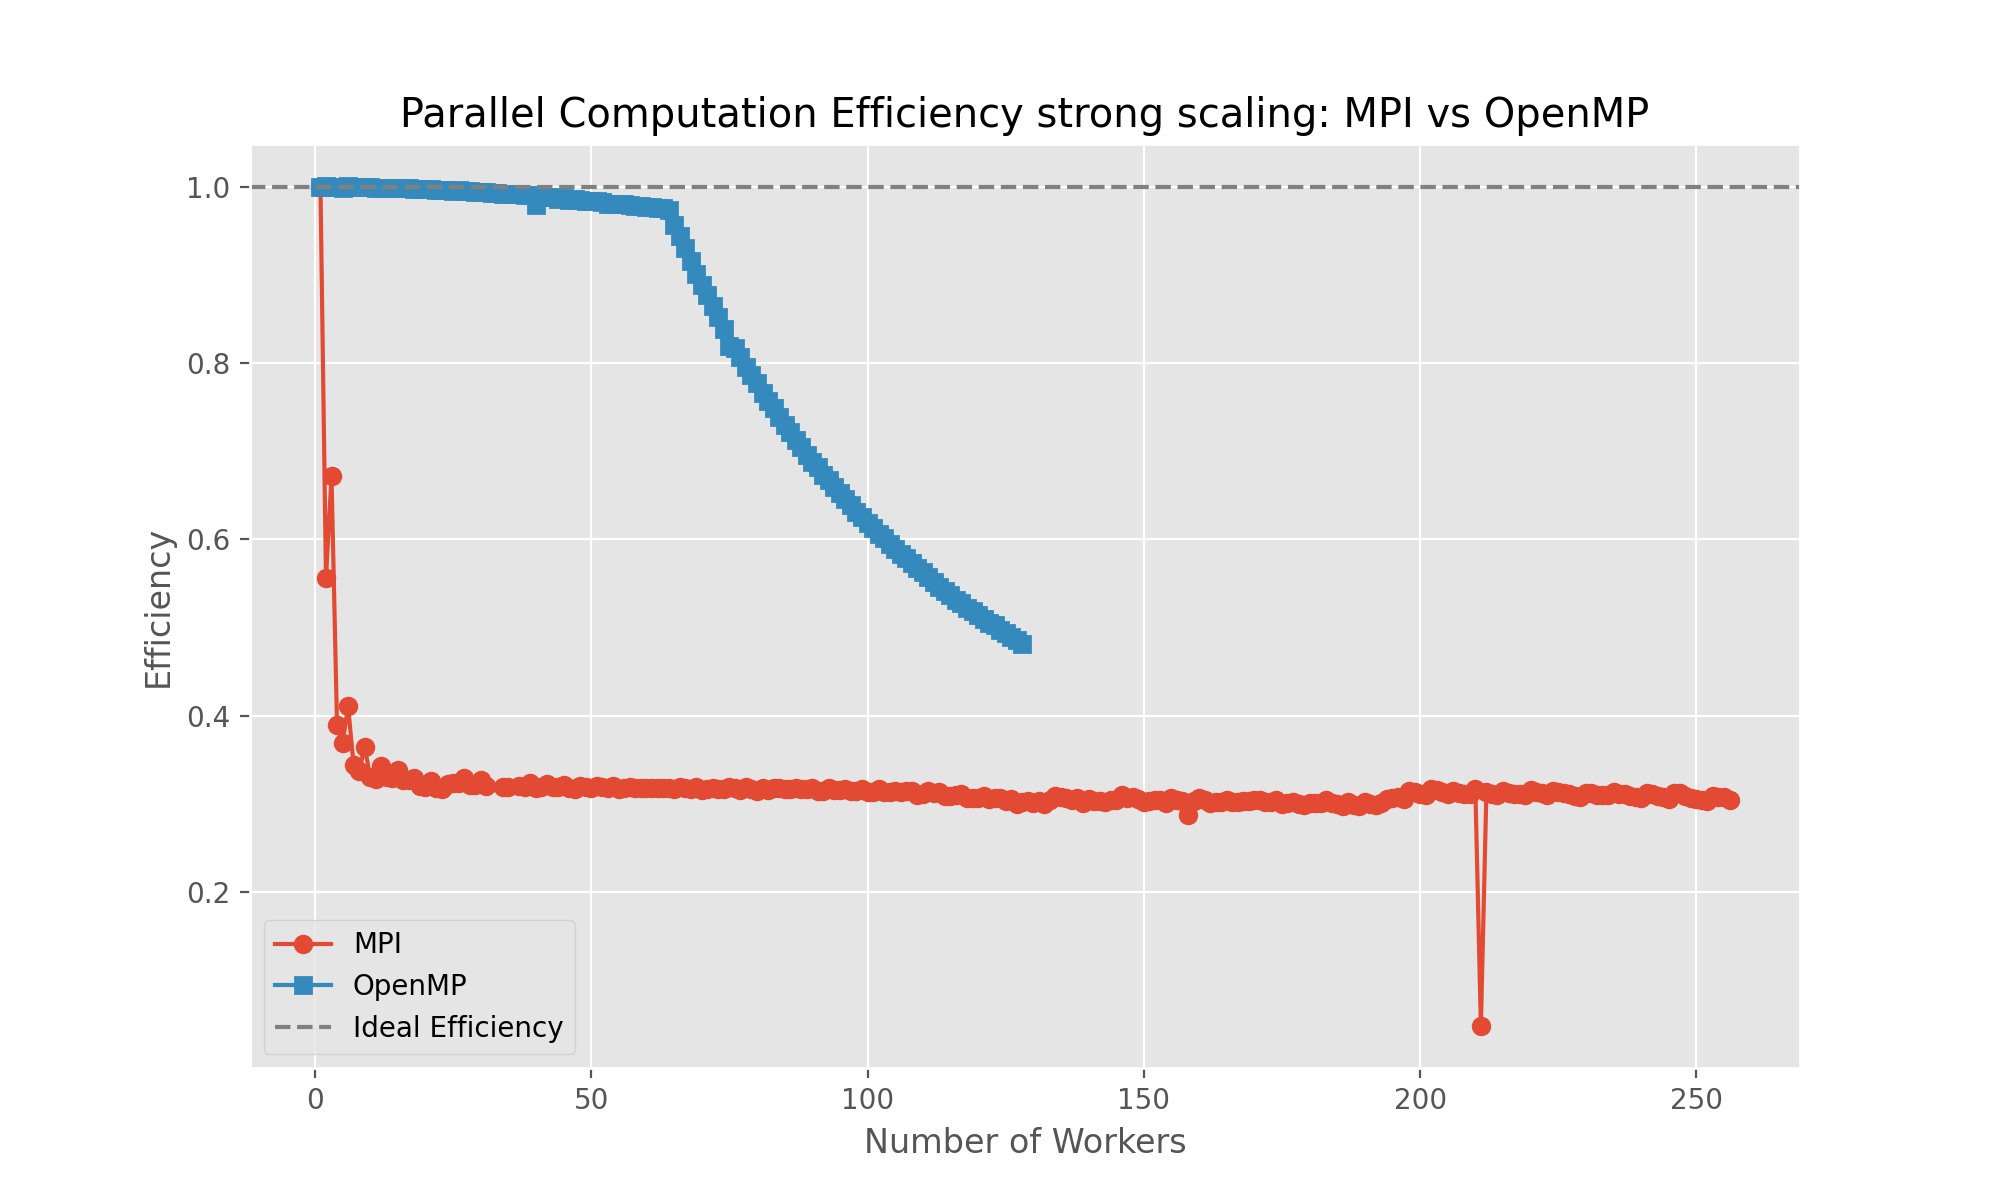 Parallel Computation Efficiency strong scaling: MPI vs OpenMP
1.0
0.8
0.6
0.4
0.2
Efficiency
MPI
OpenMP
Ideal Efficiency
0 50 100 150 200 250
Number of Workers